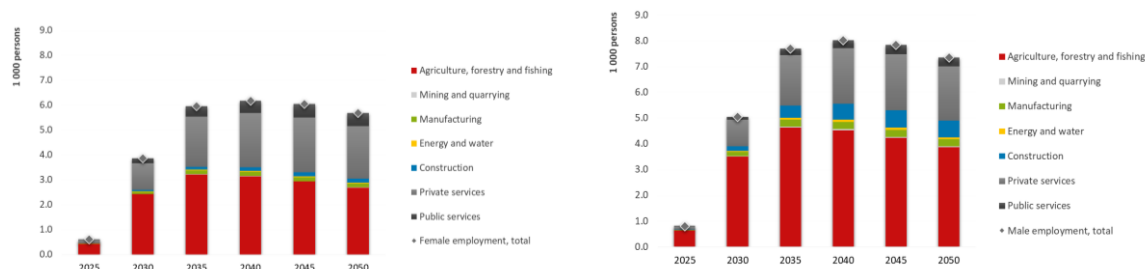 1 000 persons
9.0
8.0
7.0
6.0
5.0
4.0
3.0
2.0
1.0
0.0
2025 2030 2035 2040 2045 2050
Agriculture, forestry and fishing
Mining and quarrying
Manufacturing
Energy and water
Construction
Private services
Public services
Female employment, total
1 000 persons
9.0
8.0
7.0
6.0
5.0
4.0
3.0
2.0
1.0
0.0
2025 2030 2035 2040 2045 2050
Agriculture, forestry and fishing
Mining and quarrying
Manufacturing
Energy and water
Construction
Private services
Public services
Male employment, total